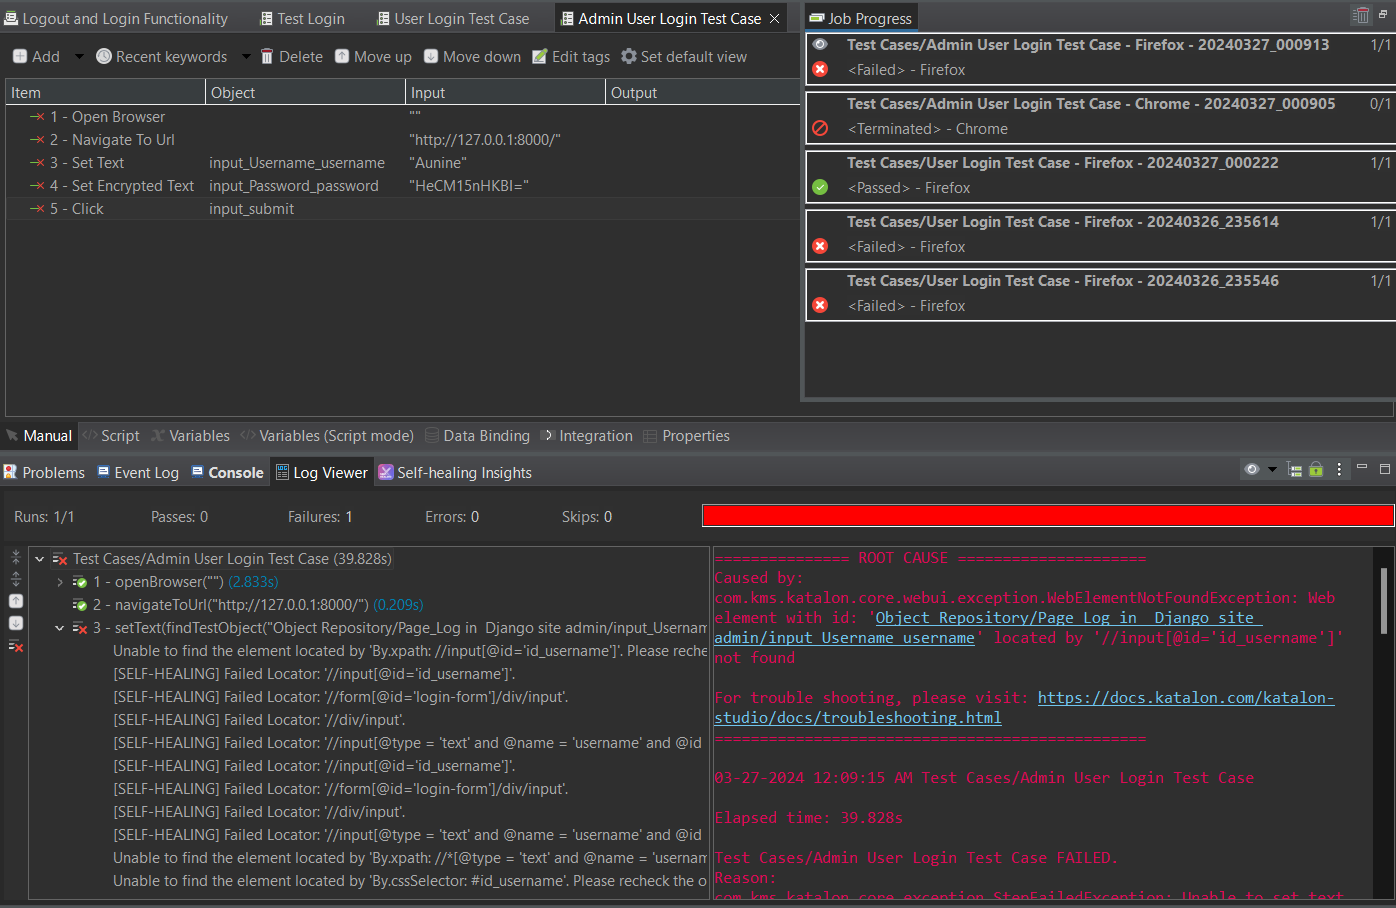 Logout and Login Functionality
Test Login
User Login Test Case
Admin User Login Test Case
Job Progress
Add
Recent keywords
Delete
Move up
Move down
Edit tags
Set default view
Item Object Input Output
1 - Open Browser ""
2 - Navigate To Url "http://127.0.0.1:8000/"
3 - Set Text input_Username_username "Aunine"
4 - Set Encrypted Text input_Password_password "HeCM15nHKBI="
5 - Click input_submit
Test Cases/Admin User Login Test Case - Firefox - 20240327_000913 1/1
<Failed> - Firefox
Test Cases/Admin User Login Test Case - Chrome - 20240327_000905 0/1
<Terminated> - Chrome
Test Cases/User Login Test Case - Firefox - 20240327_000222 1/1
<Passed> - Firefox
Test Cases/User Login Test Case - Firefox - 20240326_235614 1/1
<Failed> - Firefox
Test Cases/User Login Test Case - Firefox - 20240326_235546 1/1
<Failed> - Firefox
Manual
Script
Variables
Variables (Script mode)
Data Binding
Integration
Properties
Problems
Event Log
Console
Log Viewer
Self-healing Insights
Runs: 1/1 Passes: 0 Failures: 1 Errors: 0 Skips: 0
Test Cases/Admin User Login Test Case (39.828s)
1 - openBrowser("") (2.833s)
2 - navigateToUrl("http://127.0.0.1:8000/") (0.209s)
3 - setText(findTestObject("Object Repository/Page_Log in  Django site admin/input_Usernam
Unable to find the element located by 'By.xpath: //input[@id='id_username']'. Please reche
[SELF-HEALING] Failed Locator: '//input[@id='id_username']'.
[SELF-HEALING] Failed Locator: '//form[@id='login-form']/div/input'.
[SELF-HEALING] Failed Locator: '//div/input'.
[SELF-HEALING] Failed Locator: '//input[@type = 'text' and @name = 'username' and @id
[SELF-HEALING] Failed Locator: '//input[@id='id_username']'.
[SELF-HEALING] Failed Locator: '//form[@id='login-form']/div/input'.
[SELF-HEALING] Failed Locator: '//div/input'.
[SELF-HEALING] Failed Locator: '//input[@type = 'text' and @name = 'username' and @id
Unable to find the element located by 'By.xpath: //*[@type = 'text' and @name = 'usernam
Unable to find the element located by 'By.cssSelector: #id_username'. Please recheck the o
=============== ROOT CAUSE =====================
Caused by:
com.kms.katalon.core.webui.exception.WebElementNotFoundException: Web
element with id: 'Object Repository/Page_Log in _ Django site
admin/input_Username_username' located by '//input[@id='id_username']'
not found
For trouble shooting, please visit: https://docs.katalon.com/katalon-
studio/docs/troubleshooting.html
================================================
03-27-2024 12:09:15 AM Test Cases/Admin User Login Test Case
Elapsed time: 39.828s
Test Cases/Admin User Login Test Case FAILED.
Reason:
com.kms.katalon.core.exception.StepFailedException: Unable to set text